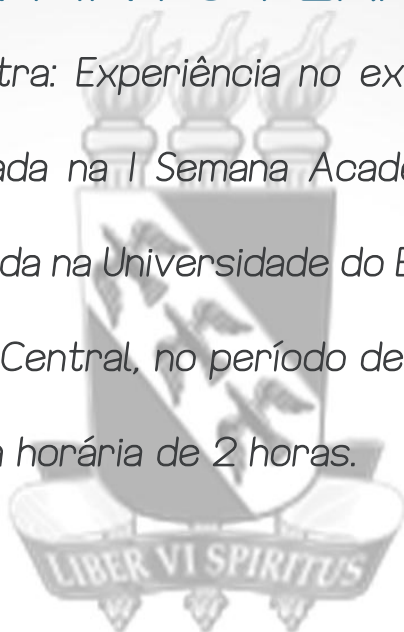 tra: Experiência no ex
ada na I Semana Acad
da na Universidade do
Central, no período de
a horária de 2 horas.
LIBER VI SPIRITUS